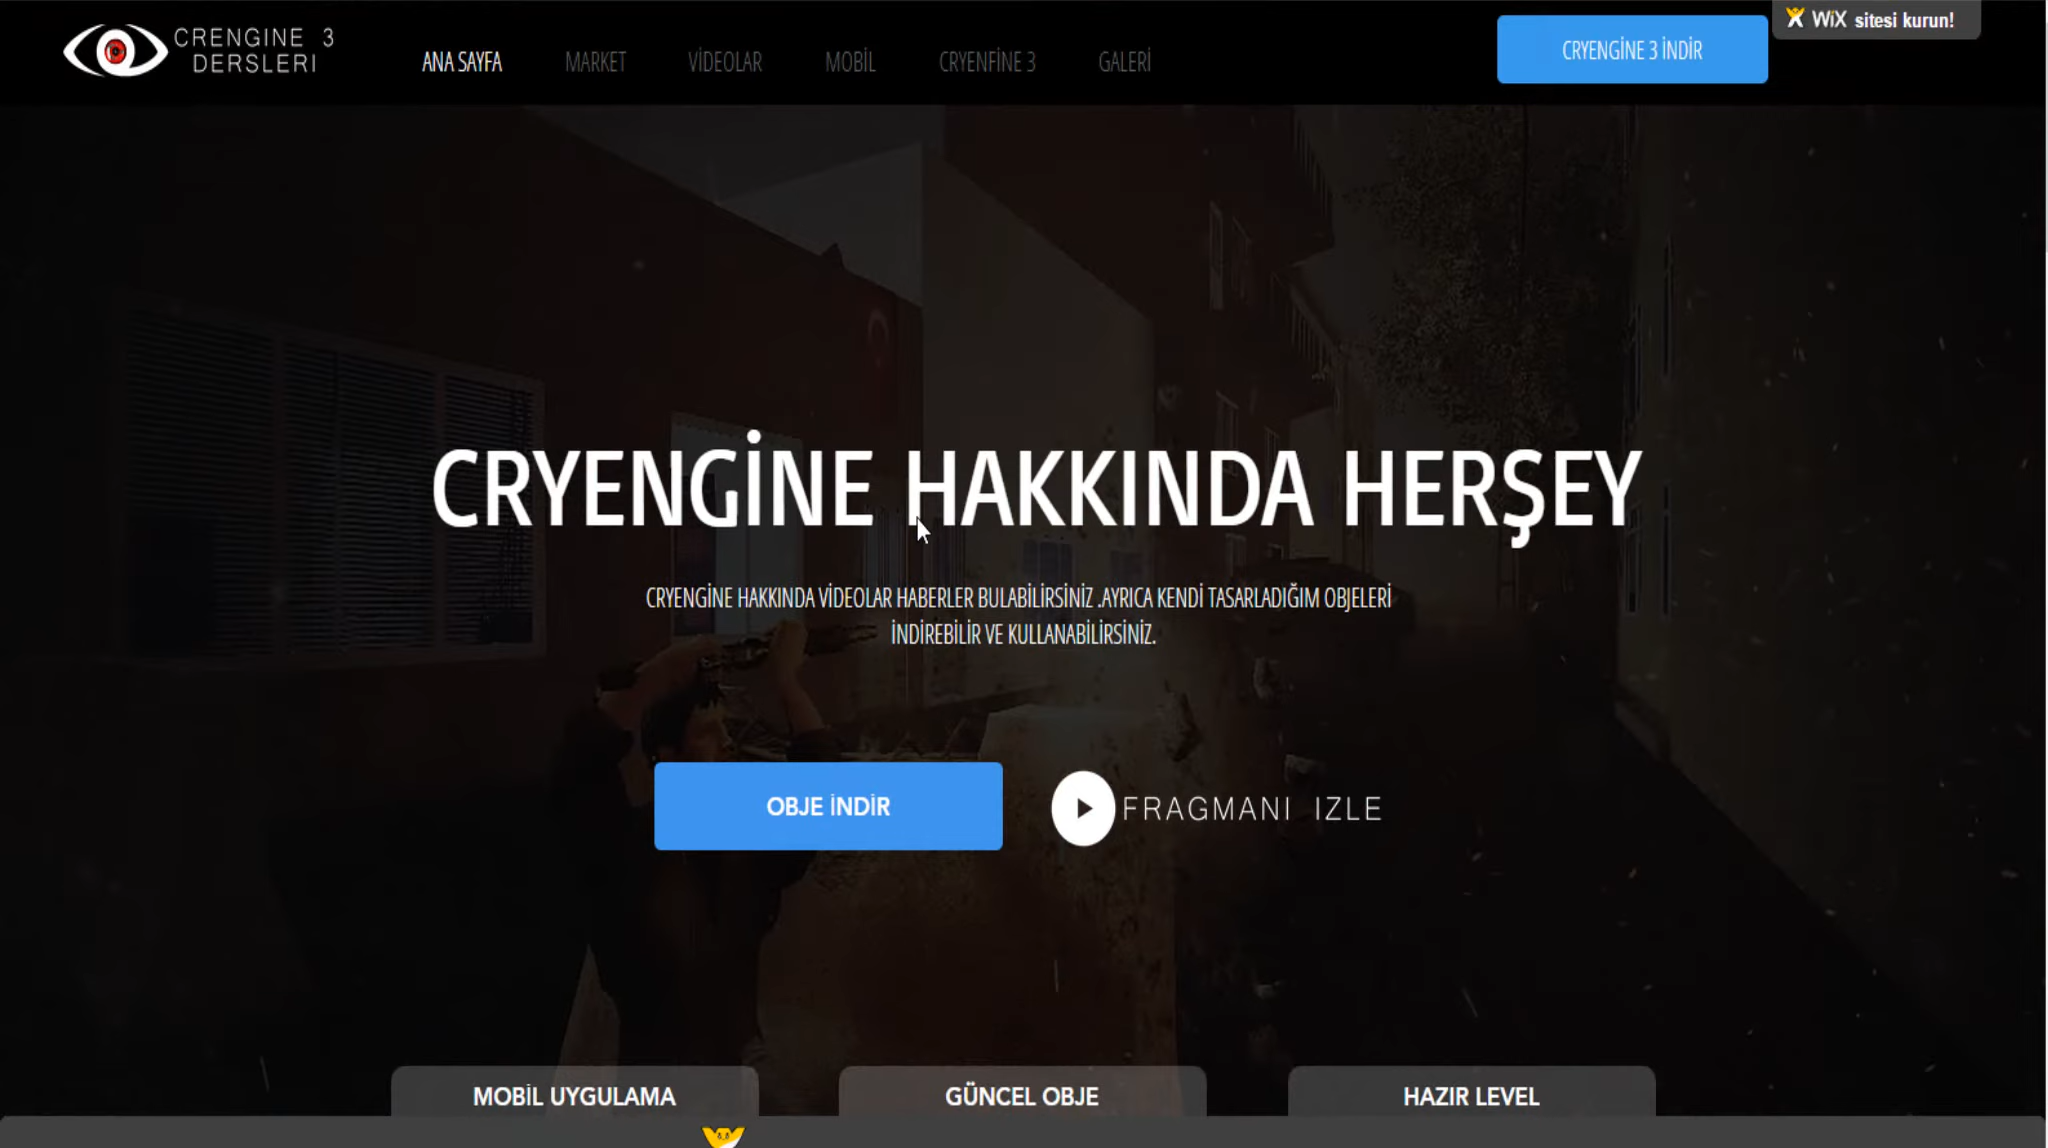 CRENGINE 3
DERSLERI
ANA SAYFA
MARKET
VİDEOLAR
MOBİL
CRYENFİNE 3
GALERİ
CRYENGİNE 3 İNDİR
WiX sitesi kurun!
CRYENGİNE HAKKINDA HERŞEY
CRYENGİNE HAKKINDA VİDEOLAR HABERLER BULABİLİRSİNİZ .AYRICA KENDİ TASARLADIĞIM OBJELERİ
İNDİREBİLİR VE KULLANABİLİRSİNİZ.
OBJE İNDİR
FRAGMANI IZLE
MOBİL UYGULAMA
GÜNCEL OBJE
HAZIR LEVEL